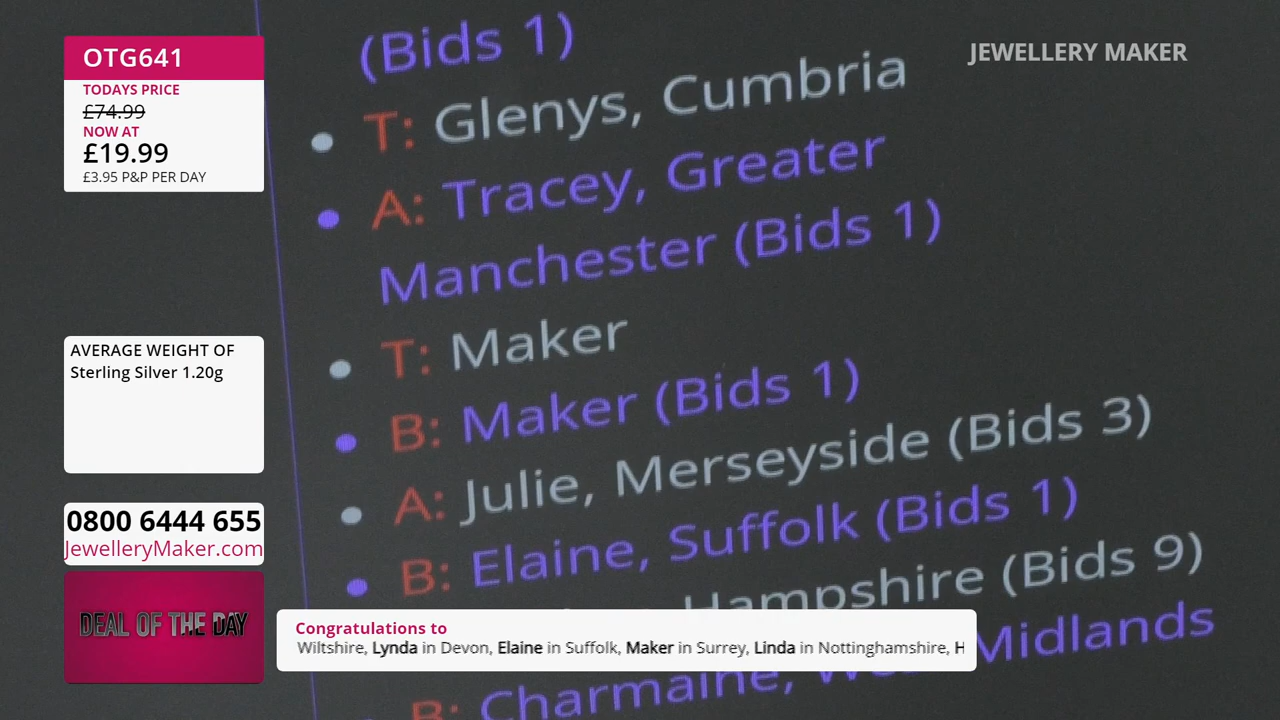 OTG641
TODAYS PRICE
£74.99
NOW AT
£19.99
£3.95 P&P PER DAY
JEWELLERY MAKER
(Bids 1)
T: Glenys, Cumbria
A: Tracey, Greater
Manchester (Bids 1)
T: Maker
B: Maker (Bids 1)
A: Julie, Merseyside (Bids 3)
B: Elaine, Suffolk (Bids 1)
Hampshire (Bids 9)
Midlands
B: Charmaine,
AVERAGE WEIGHT OF
Sterling Silver 1.20g
0800 6444 655
JewelleryMaker.com
DEAL OF THE DAY
Congratulations to
Wiltshire, Lynda in Devon, Elaine in Suffolk, Maker in Surrey, Linda in Nottinghamshire, H